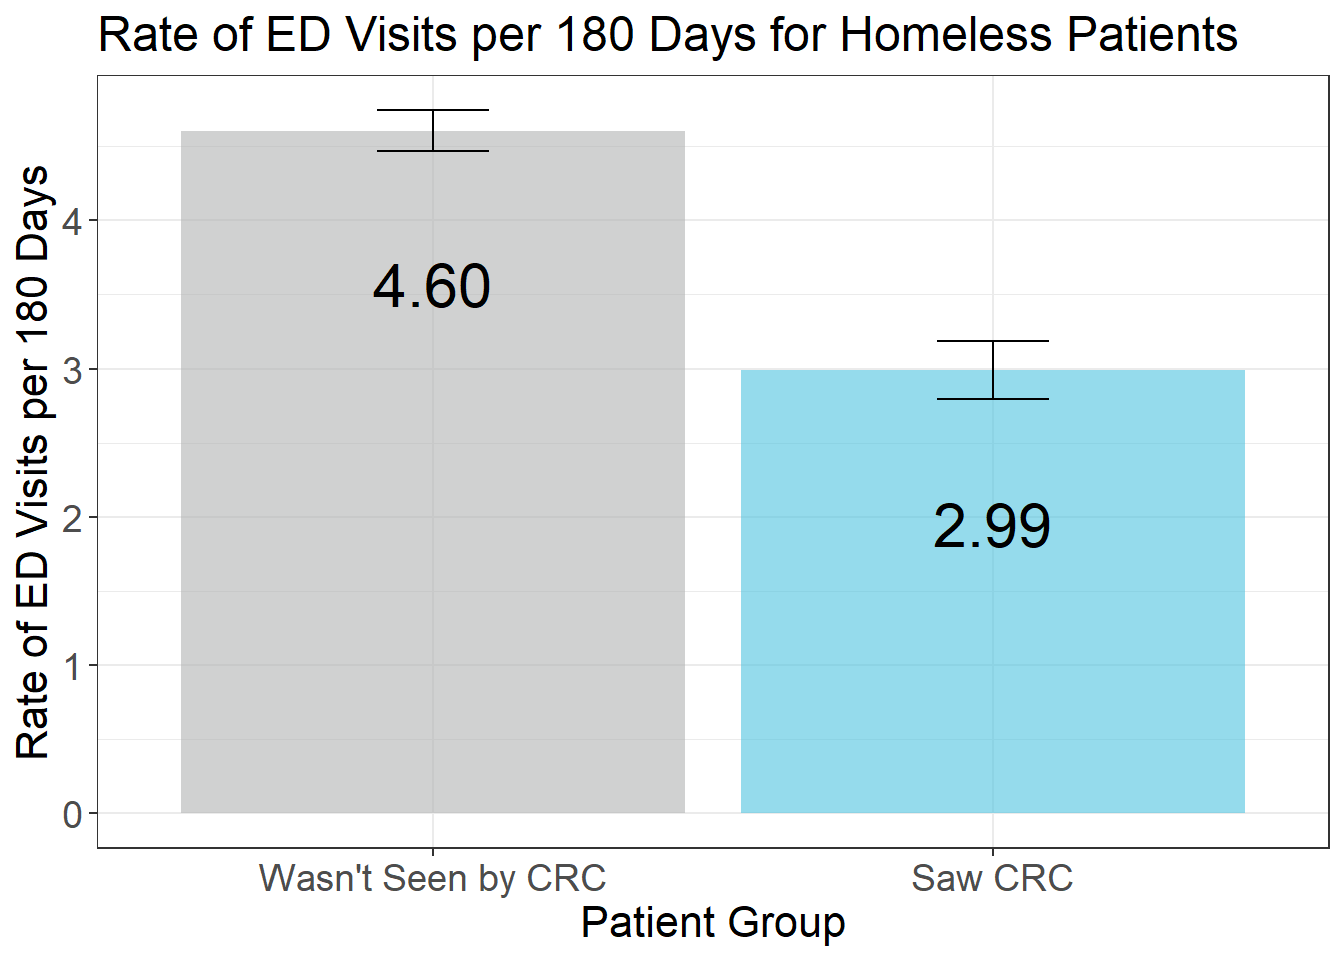 Rate of ED Visits per 180 Days for Homeless Patients
Rate of ED Visits per 180 Days
4
3
2
1
0
4.60
2.99
Wasn't Seen by CRC
Saw CRC
Patient Group